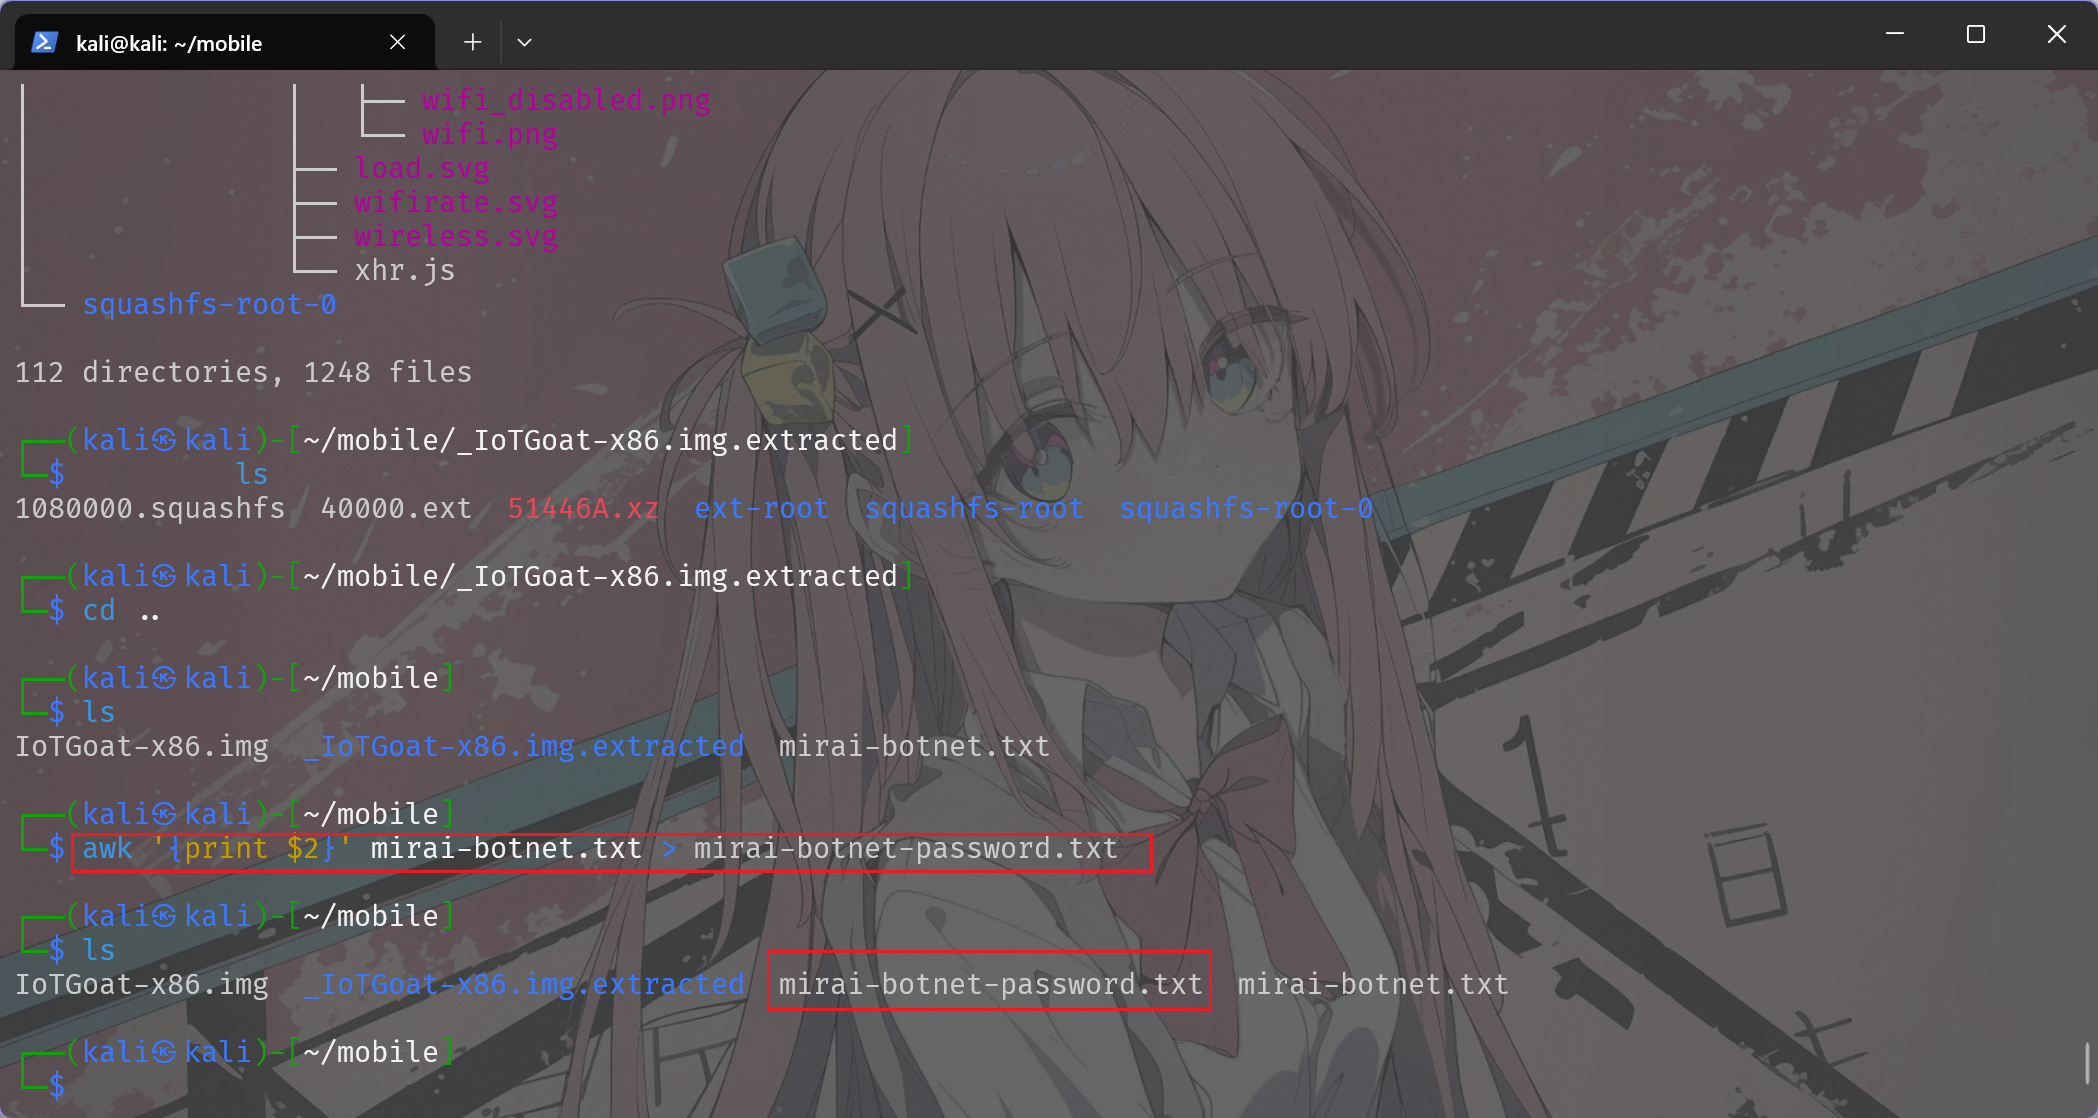 kali@kali: ~/mobile
├── wifi_disabled.png
└── wifi.png
├── load.svg
├── wifirate.svg
├── wireless.svg
└── xhr.js
└── squashfs-root-0
112 directories, 1248 files
┌──(kali㉿kali)-[~/mobile/_IoTGoat-x86.img.extracted]
└─$ ls
1080000.squashfs 40000.ext 51446A.xz ext-root squashfs-root squashfs-root-0
┌──(kali㉿kali)-[~/mobile/_IoTGoat-x86.img.extracted]
└─$ cd ..
┌──(kali㉿kali)-[~/mobile]
└─$ ls
IoTGoat-x86.img _IoTGoat-x86.img.extracted mirai-botnet.txt
┌──(kali㉿kali)-[~/mobile]
└─$ awk '{print $2}' mirai-botnet.txt > mirai-botnet-password.txt
┌──(kali㉿kali)-[~/mobile]
└─$ ls
IoTGoat-x86.img _IoTGoat-x86.img.extracted mirai-botnet-password.txt mirai-botnet.txt
┌──(kali㉿kali)-[~/mobile]
└─$